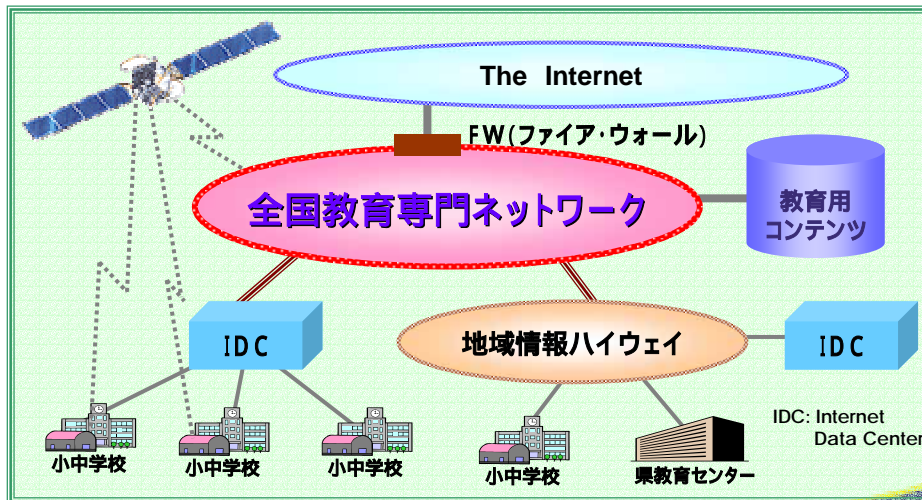 The Internet
FW(ファイア・ウォール)
全国教育専門ネットワーク
教育用
コンテンツ
IDC
地域情報ハイウェイ
IDC
IDC: Internet
Data Center
小中学校
小中学校
小中学校
小中学校
県教育センター